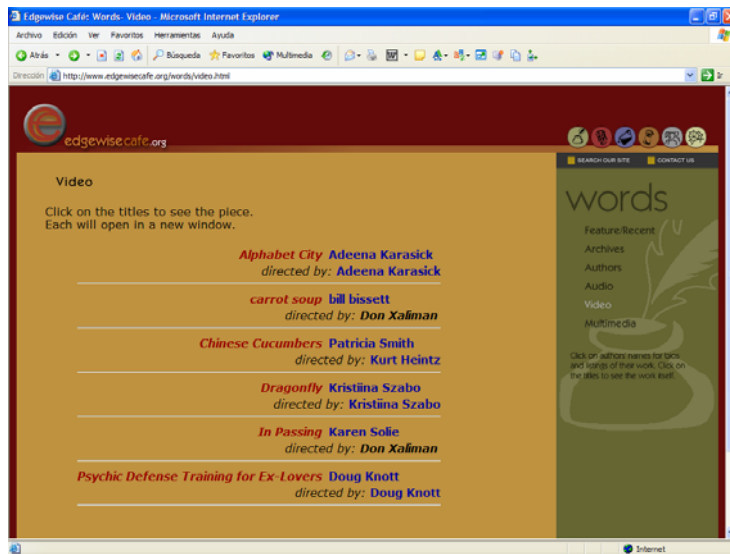 Edgewise Café: Words- Video - Microsoft Internet Explorer
Archivo Edición Ver Favoritos Herramientas Ayuda
Atrás Búsqueda Favoritos Multimedia
Dirección http://www.edgewisecafe.org/words/video.html Ir
edgewisecafe.org
SEARCH OUR SITE CONTACT US
Video
Click on the titles to see the piece.
Each will open in a new window.
Alphabet City Adeena Karasick
directed by: Adeena Karasick
carrot soup bill bissett
directed by: Don Xaliman
Chinese Cucumbers Patricia Smith
directed by: Kurt Heintz
Dragonfly Kristiina Szabo
directed by: Kristiina Szabo
In Passing Karen Solie
directed by: Don Xaliman
Psychic Defense Training for Ex-Lovers Doug Knott
directed by: Doug Knott
words
Feature/Recent
Archives
Authors
Audio
Video
Multimedia
Click on authors names for bios
and listings of their work. Click on
the titles to see the work itself.
Internet